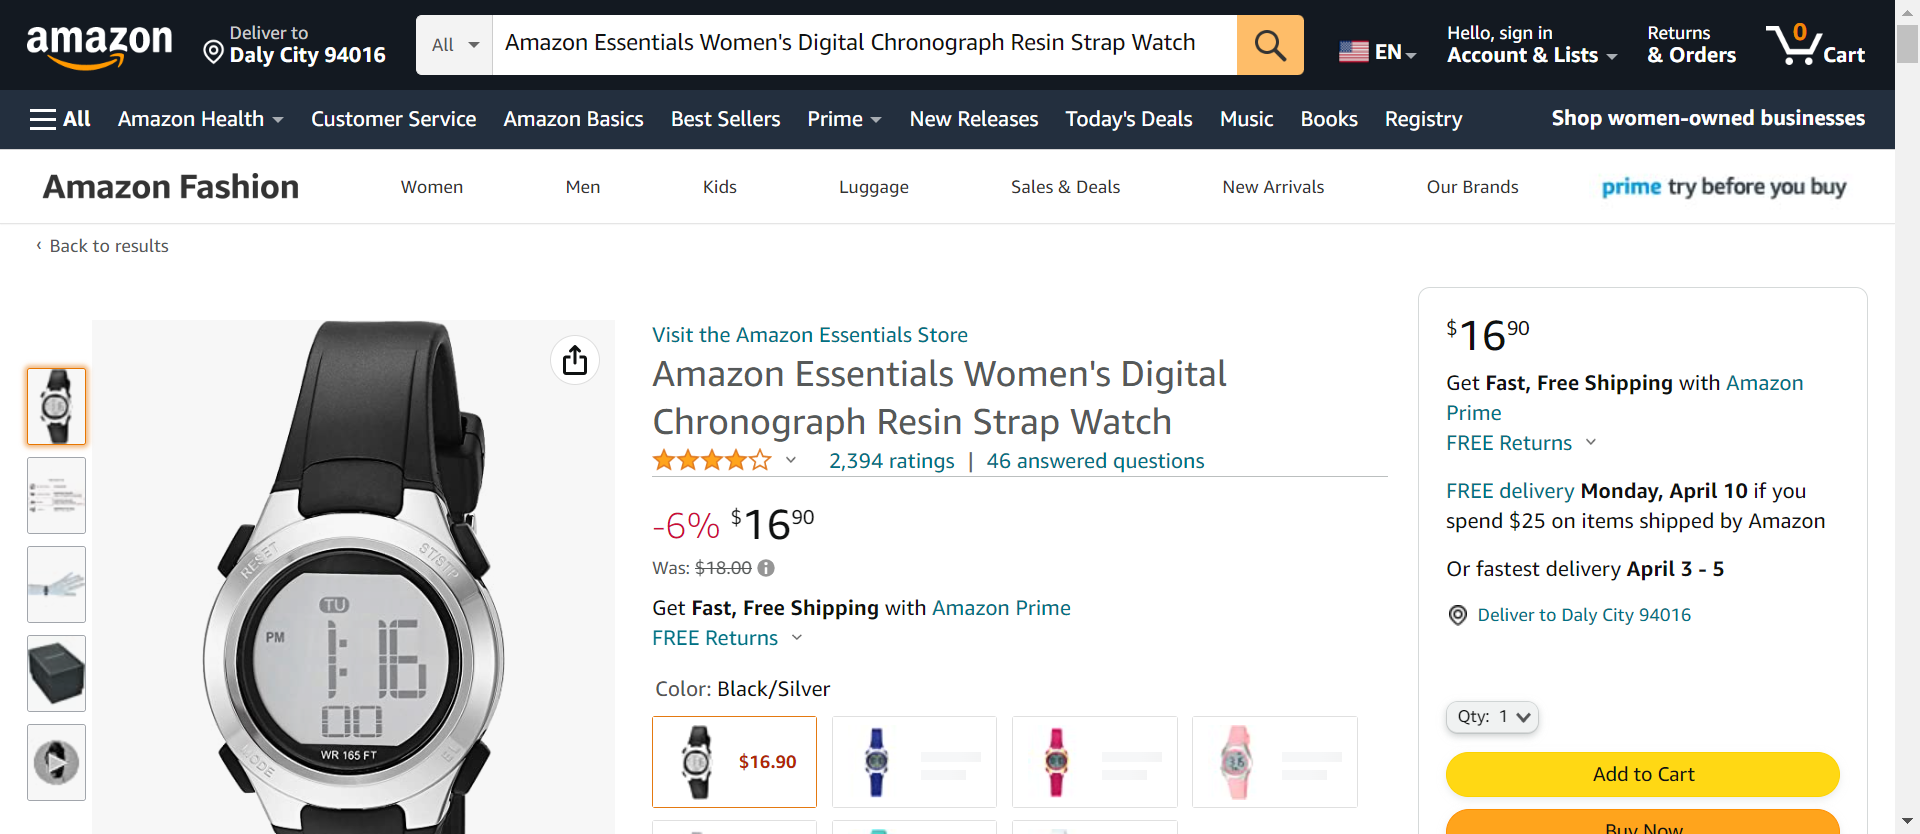 amazon
Deliver to
Daly City 94016
All
Amazon Essentials Women's Digital Chronograph Resin Strap Watch
EN
Hello, sign in
Account & Lists
Returns
& Orders
0
Cart
All
Amazon Health
Customer Service
Amazon Basics
Best Sellers
Prime
New Releases
Today's Deals
Music
Books
Registry
Shop women-owned businesses
Amazon Fashion
Women
Men
Kids
Luggage
Sales & Deals
New Arrivals
Our Brands
prime try before you buy
‹ Back to results
RESET
ST/STP
TU
PM
1:16
00
WR 165 FT
MODE
EL
Visit the Amazon Essentials Store
Amazon Essentials Women's Digital
Chronograph Resin Strap Watch
2,394 ratings | 46 answered questions
-6% $16 90
Was: $18.00
Get Fast, Free Shipping with Amazon Prime
FREE Returns
Color: Black/Silver
$16.90
$16 90
Get Fast, Free Shipping with Amazon
Prime
FREE Returns
FREE delivery Monday, April 10 if you
spend $25 on items shipped by Amazon
Or fastest delivery April 3 - 5
Deliver to Daly City 94016
Qty: 1
Add to Cart
Buy Now